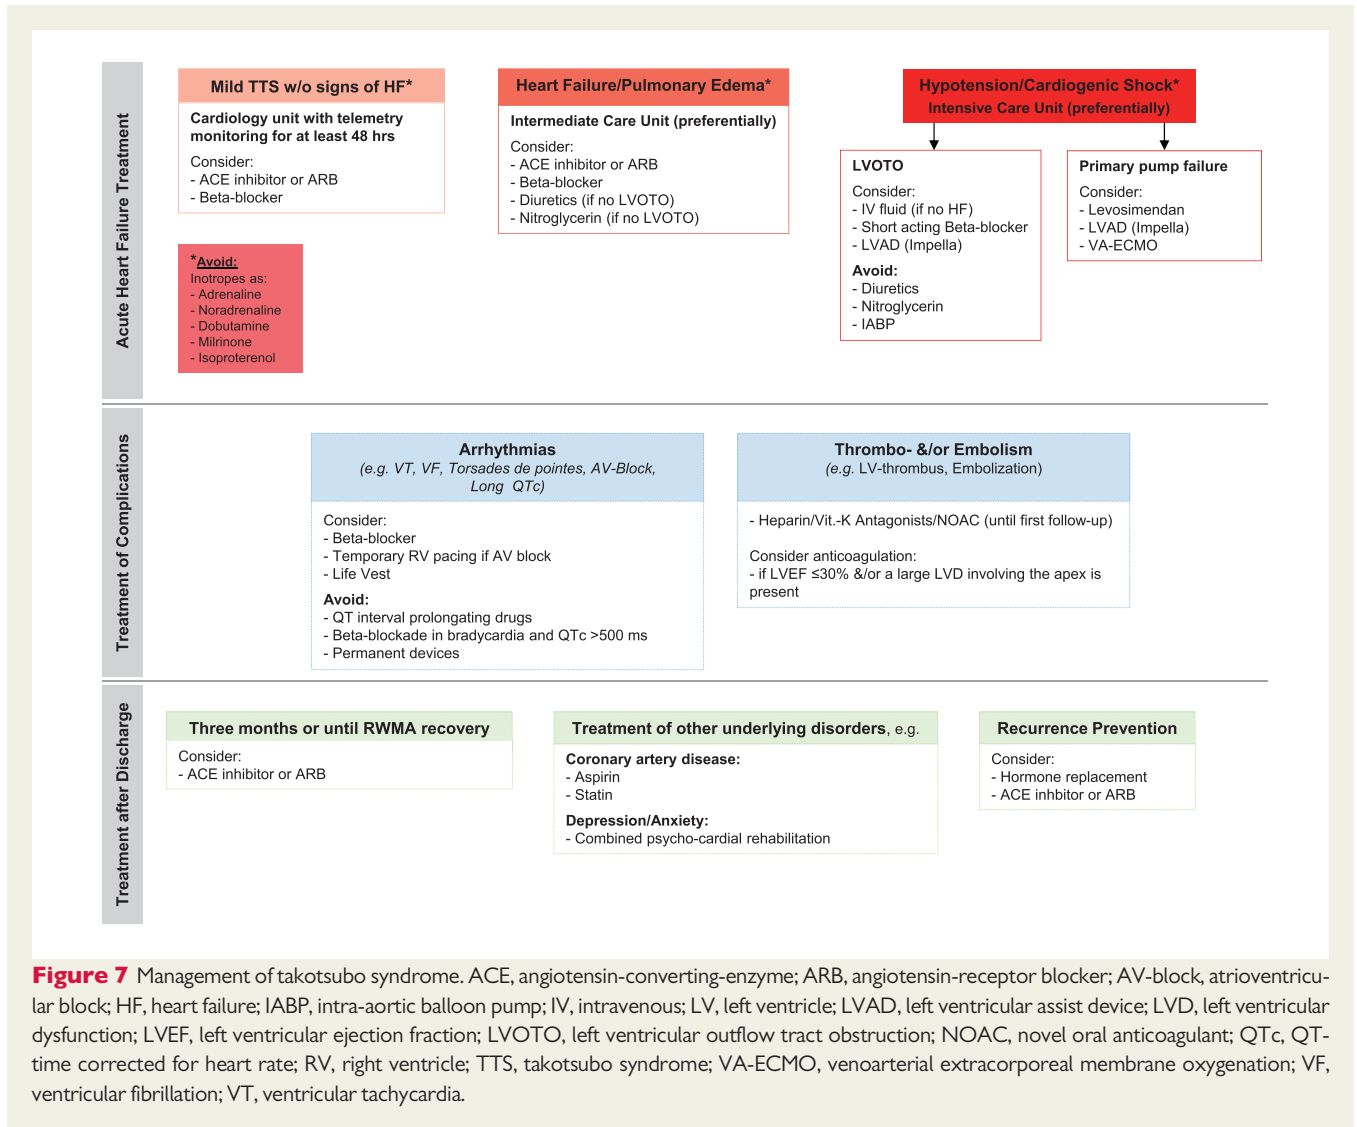 Acute Heart Failure Treatment
Mild TTS w/o signs of HF*
Cardiology unit with telemetry
monitoring for at least 48 hrs
Consider:
- ACE inhibitor or ARB
- Beta-blocker
*Avoid:
Inotropes as:
- Adrenaline
- Noradrenaline
- Dobutamine
- Milrinone
- Isoproterenol
Heart Failure/Pulmonary Edema*
Intermediate Care Unit (preferentially)
Consider:
- ACE inhibitor or ARB
- Beta-blocker
- Diuretics (if no LVOTO)
- Nitroglycerin (if no LVOTO)
Hypotension/Cardiogenic Shock*
Intensive Care Unit (preferentially)
LVOTO
Consider:
- IV fluid (if no HF)
- Short acting Beta-blocker
- LVAD (Impella)
Avoid:
- Diuretics
- Nitroglycerin
- IABP
Primary pump failure
Consider:
- Levosimendan
- LVAD (Impella)
- VA-ECMO
Treatment of Complications
Arrhythmias
(e.g. VT, VF, Torsades de pointes, AV-Block,
Long QTc)
Consider:
- Beta-blocker
- Temporary RV pacing if AV block
- Life Vest
Avoid:
- QT interval prolongating drugs
- Beta-blockade in bradycardia and QTc >500 ms
- Permanent devices
Thrombo- &/or Embolism
(e.g. LV-thrombus, Embolization)
- Heparin/Vit.-K Antagonists/NOAC (until first follow-up)
Consider anticoagulation:
- if LVEF ≤30% &/or a large LVD involving the apex is
present
Treatment after Discharge
Three months or until RWMA recovery
Consider:
- ACE inhibitor or ARB
Treatment of other underlying disorders, e.g.
Coronary artery disease:
- Aspirin
- Statin
Depression/Anxiety:
- Combined psycho-cardial rehabilitation
Recurrence Prevention
Consider:
- Hormone replacement
- ACE inhbitor or ARB
Figure 7 Management of takotsubo syndrome. ACE, angiotensin-converting-enzyme; ARB, angiotensin-receptor blocker; AV-block, atrioventricu-
lar block; HF, heart failure; IABP, intra-aortic balloon pump; IV, intravenous; LV, left ventricle; LVAD, left ventricular assist device; LVD, left ventricular
dysfunction; LVEF, left ventricular ejection fraction; LVOTO, left ventricular outflow tract obstruction; NOAC, novel oral anticoagulant; QTc, QT-
time corrected for heart rate; RV, right ventricle; TTS, takotsubo syndrome; VA-ECMO, venoarterial extracorporeal membrane oxygenation; VF,
ventricular fibrillation; VT, ventricular tachycardia.